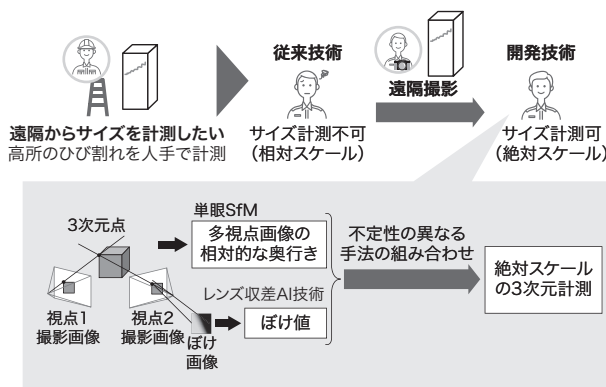 遠隔からサイズを計測したい
高所のひび割れを人手で計測
従来技術
サイズ計測不可
(相対スケール)
遠隔撮影
開発技術
サイズ計測可
(絶対スケール)
3次元点
視点1
撮影画像
視点2
撮影画像
ぼけ
画像
単眼SfM
多視点画像の
相対的な奥行き
レンズ収差AI技術
ぼけ値
不定性の異なる
手法の組み合わせ
絶対スケール
の3次元計測